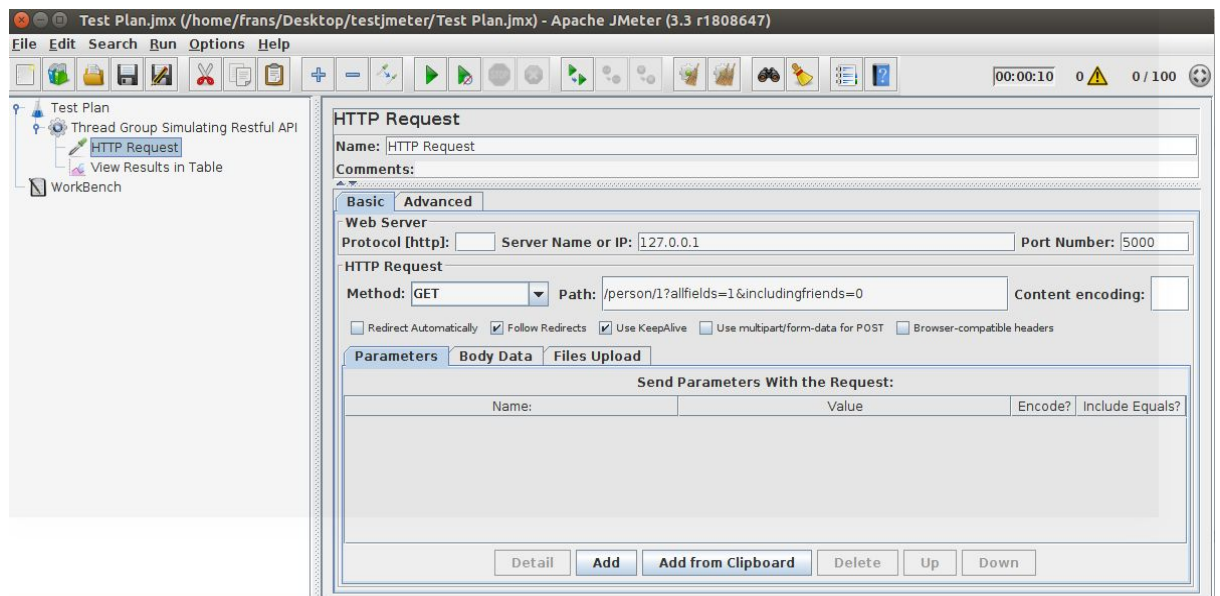 Test Plan.jmx (/home/frans/Desktop/testjmeter/Test Plan.jmx) - Apache JMeter (3.3 r1808647)
File Edit Search Run Options Help
00:00:10 0 0 / 100
Test Plan
Thread Group Simulating Restful API
HTTP Request
View Results in Table
WorkBench
HTTP Request
Name: HTTP Request
Comments:
Basic Advanced
Web Server
Protocol [http]: Server Name or IP: 127.0.0.1 Port Number: 5000
HTTP Request
Method: GET Path: /person/1?allfields=1&includingfriends=0 Content encoding:
Redirect Automatically Follow Redirects Use KeepAlive Use multipart/form-data for POST Browser-compatible headers
Parameters Body Data Files Upload
Send Parameters With the Request:
Name: Value Encode? Include Equals?
Detail Add Add from Clipboard Delete Up Down